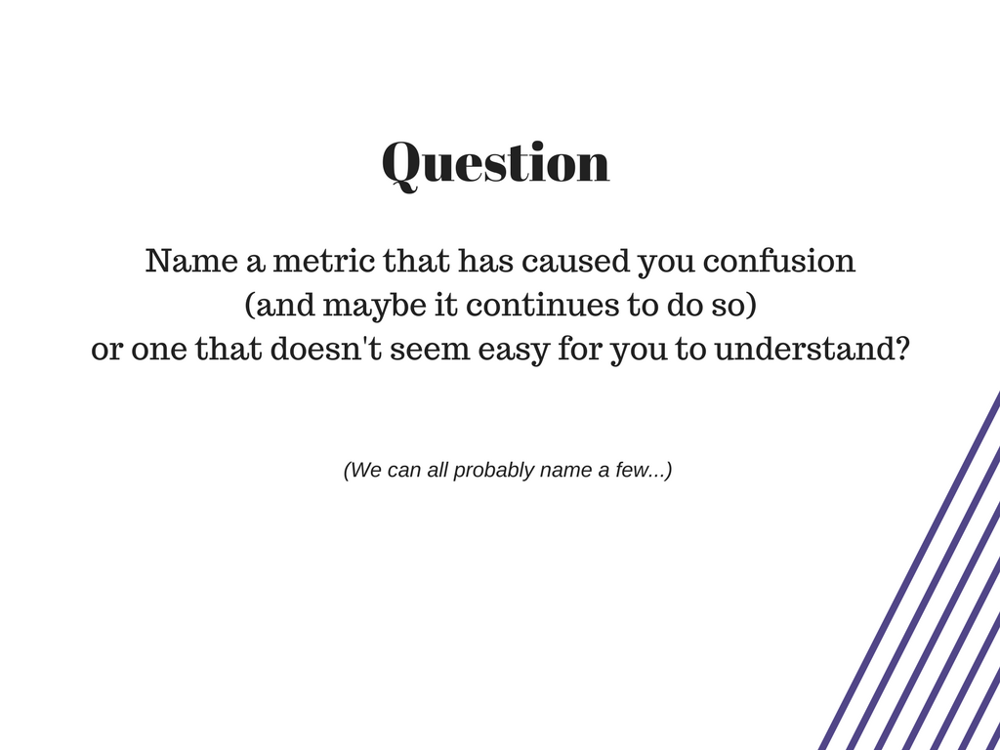 Question
Name a metric that has caused you confusion
(and maybe it continues to do so)
or one that doesn't seem easy for you to understand?
(We can all probably name a few...)